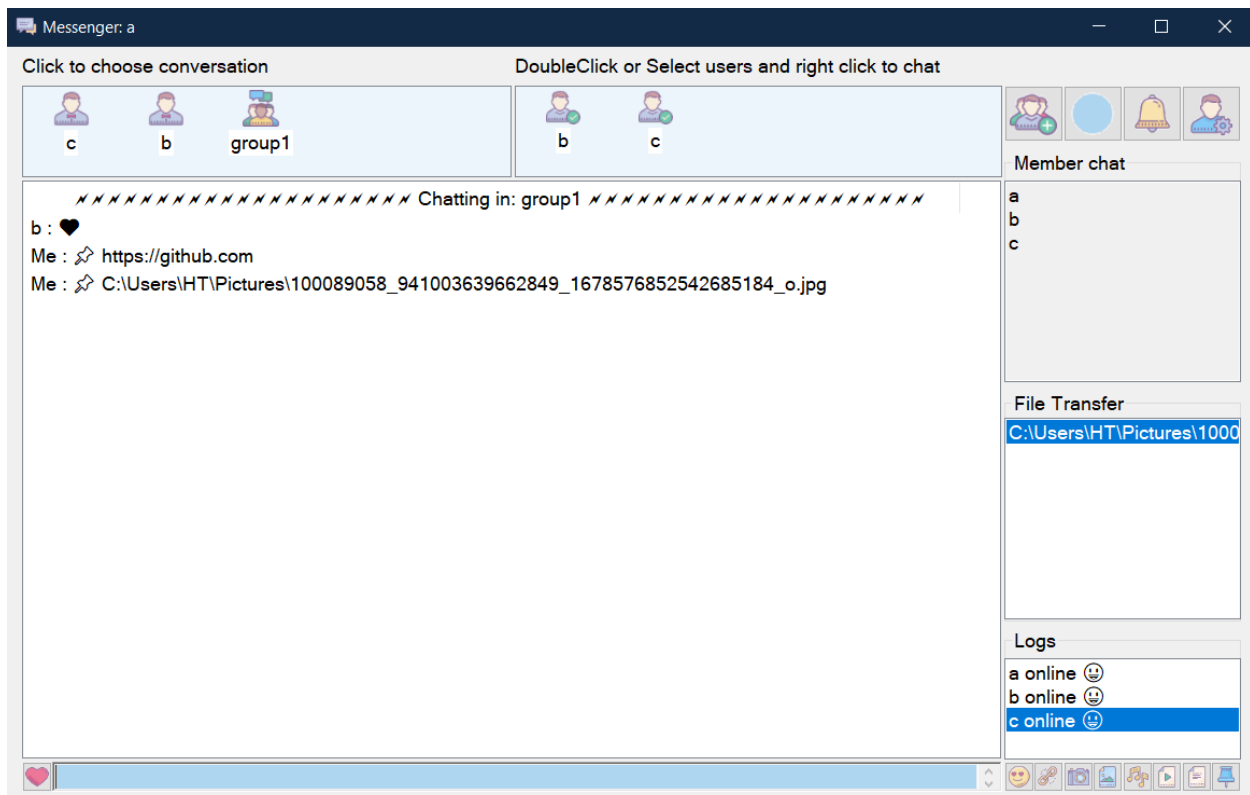 Messenger: a
Click to choose conversation
DoubleClick or Select users and right click to chat
c
b
group1
b
c
Chatting in: group1
b : 🖤
Me : 📌 https://github.com
Me : 📌 C:\Users\HT\Pictures\100089058_941003639662849_1678576852542685184_o.jpg
Member chat
a
b
c
File Transfer
C:\Users\HT\Pictures\1000
Logs
a online 😀
b online 😀
c online 😀